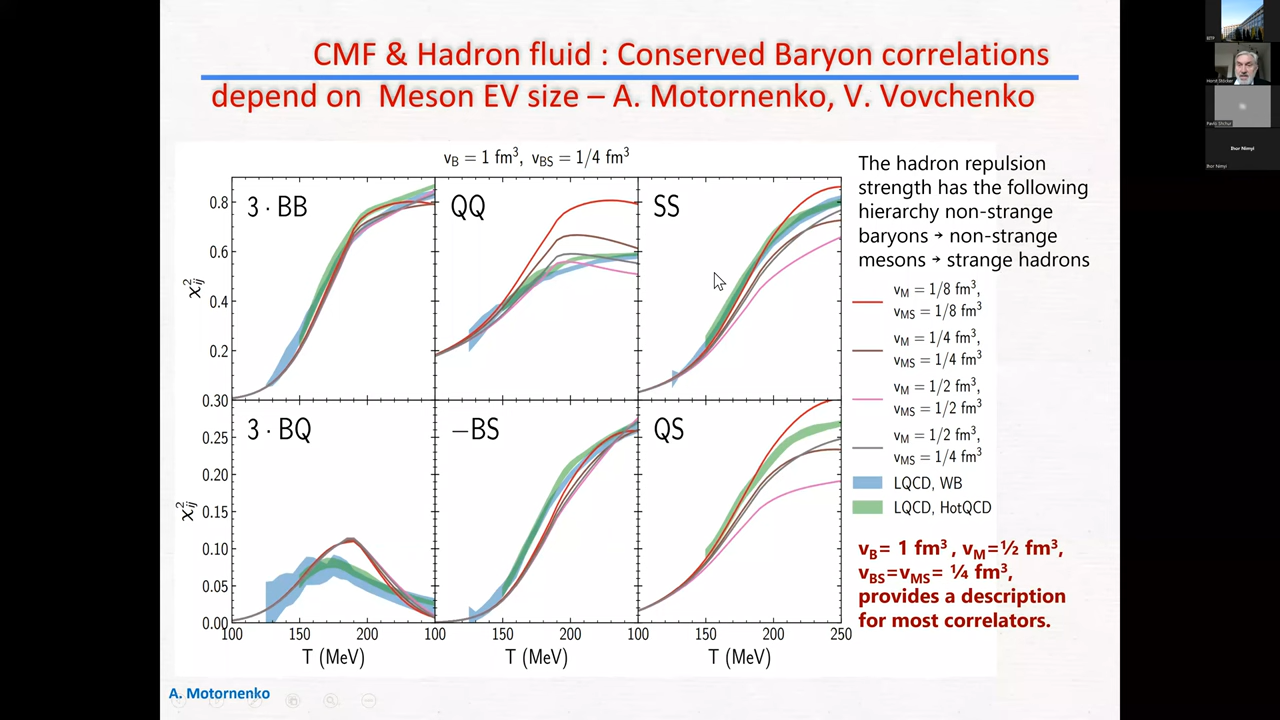 CMF & Hadron fluid : Conserved Baryon correlations
depend on Meson EV size – A. Motornenko, V. Vovchenko
v_B = 1 fm³, v_BS = 1/4 fm³
3 · BB
QQ
SS
χ²_ij
0.8
0.6
0.4
0.2
0.30
3 · BQ
−BS
QS
χ²_ij
0.25
0.20
0.15
0.10
0.05
0.00
100 150 200 100 150 200 100 150 200 250
T (MeV) T (MeV) T (MeV)
The hadron repulsion
strength has the following
hierarchy non-strange
baryons → non-strange
mesons → strange hadrons
v_M = 1/8 fm³,
v_MS = 1/8 fm³
v_M = 1/4 fm³,
v_MS = 1/4 fm³
v_M = 1/2 fm³,
v_MS = 1/2 fm³
v_M = 1/2 fm³,
v_MS = 1/4 fm³
LQCD, WB
LQCD, HotQCD
v_B= 1 fm³ , v_M=½ fm³,
v_BS=v_MS= ¼ fm³,
provides a description
for most correlators.
A. Motornenko
BITP
Horst Stöcker
Ihor Nimyi
Ihor Nimyi